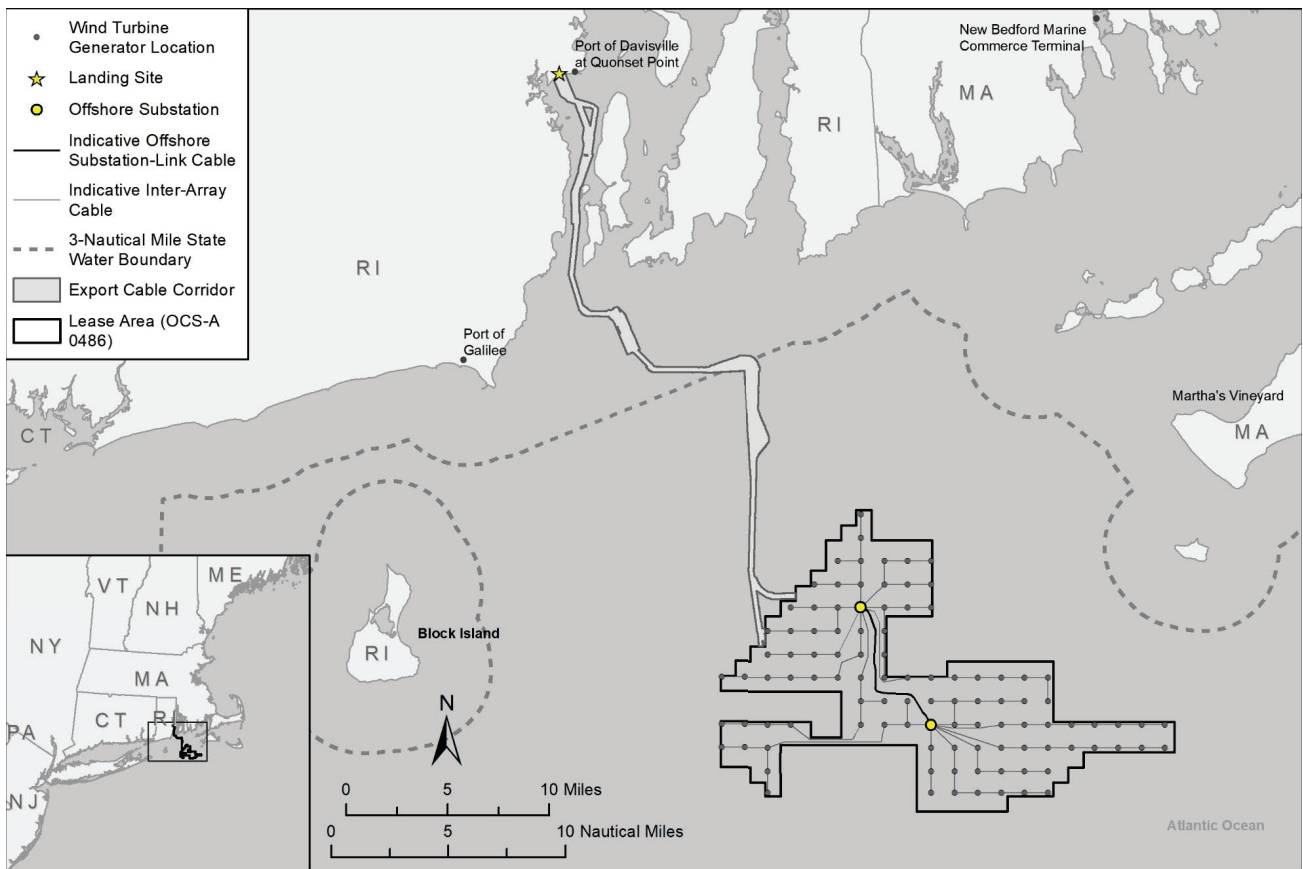 Wind Turbine
Generator Location
Landing Site
Offshore Substation
Indicative Offshore
Substation-Link Cable
Indicative Inter-Array
Cable
3-Nautical Mile State
Water Boundary
Export Cable Corridor
Lease Area (OCS-A
0486)
Port of Davisville
at Quonset Point
New Bedford Marine
Commerce Terminal
MA
RI
RI
Port of
Galilee
Martha's Vineyard
MA
CT
Block Island
RI
N
0 5 10 Miles
0 5 10 Nautical Miles
Atlantic Ocean
ME
VT
NH
NY
MA
CT
RI
PA
NJ